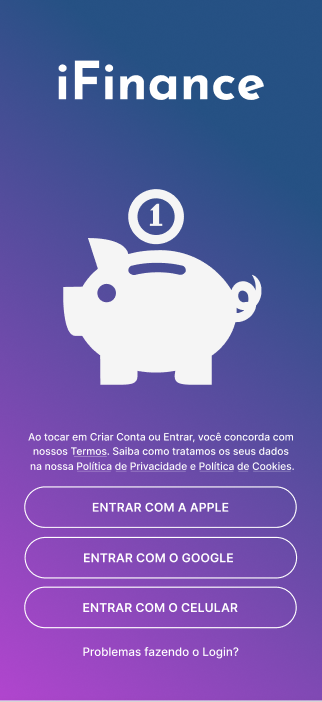 iFinance
1
Ao tocar em Criar Conta ou Entrar, você concorda com
nossos Termos. Saiba como tratamos os seus dados
na nossa Política de Privacidade e Política de Cookies.
ENTRAR COM A APPLE
ENTRAR COM O GOOGLE
ENTRAR COM O CELULAR
Problemas fazendo o Login?